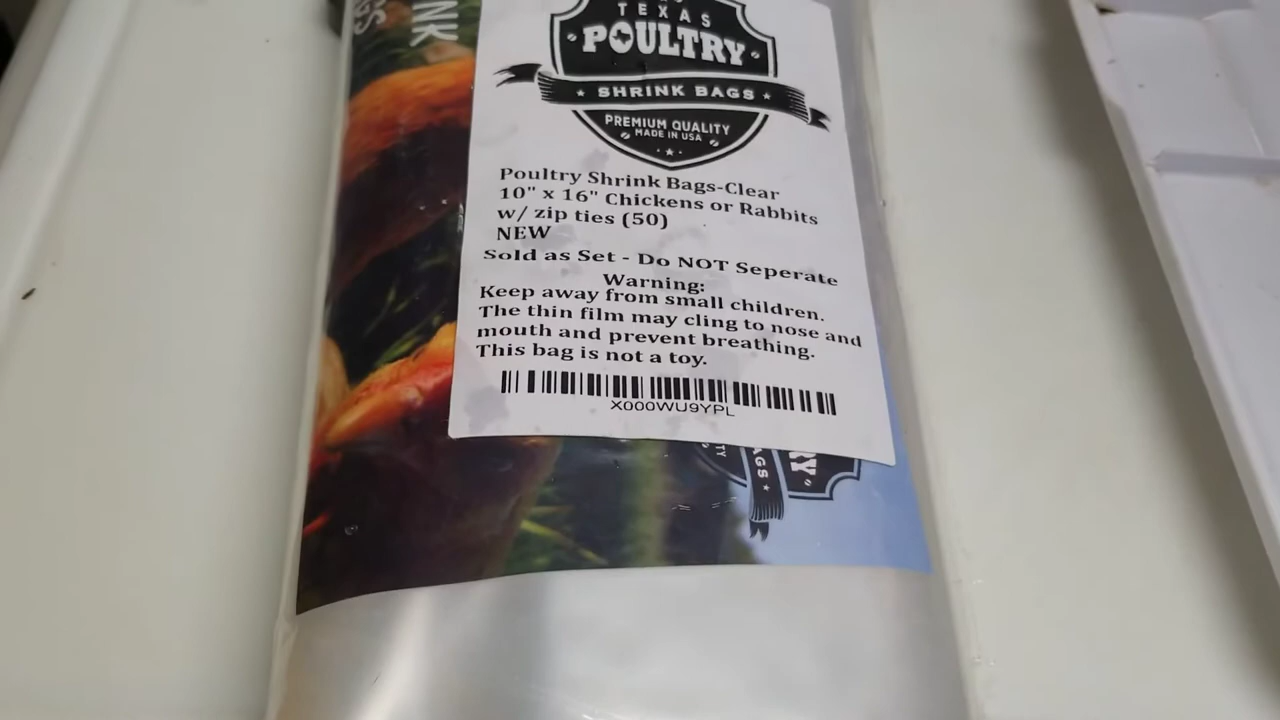 TEXAS
POULTRY
SHRINK BAGS
PREMIUM QUALITY
MADE IN USA
Poultry Shrink Bags-Clear
10" x 16" Chickens or Rabbits
w/ zip ties (50)
NEW
Sold as Set - Do NOT Seperate
Warning:
Keep away from small children.
The thin film may cling to nose and
mouth and prevent breathing.
This bag is not a toy.
X000WU9YPL